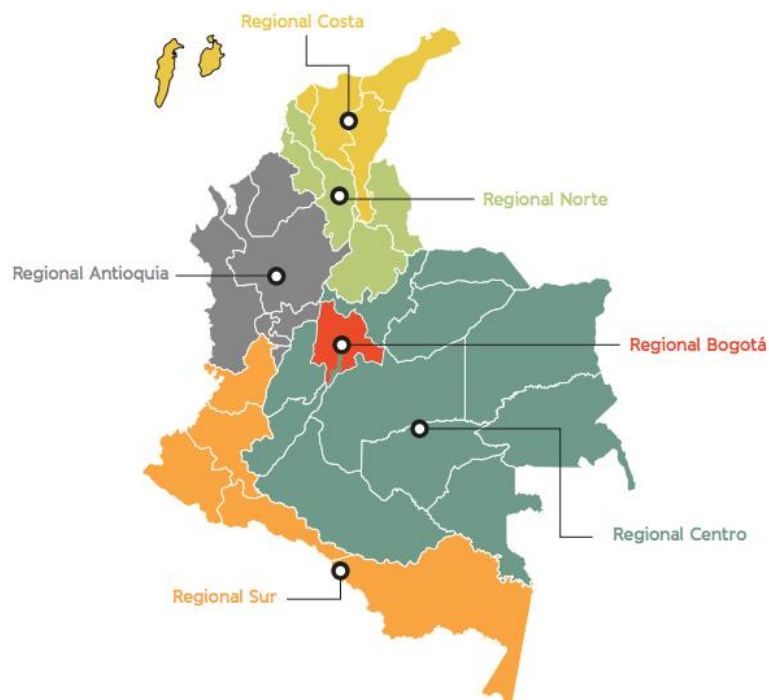 Regional Costa
Regional Norte
Regional Antioquia
Regional Bogotá
Regional Centro
Regional Sur